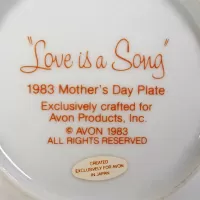 "Love is a Song"
1983 Mother's Day Plate
Exclusively crafted for
Avon Products, Inc.
© AVON 1983
ALL RIGHTS RESERVED
CREATED
EXCLUSIVELY FOR AVON
IN JAPAN